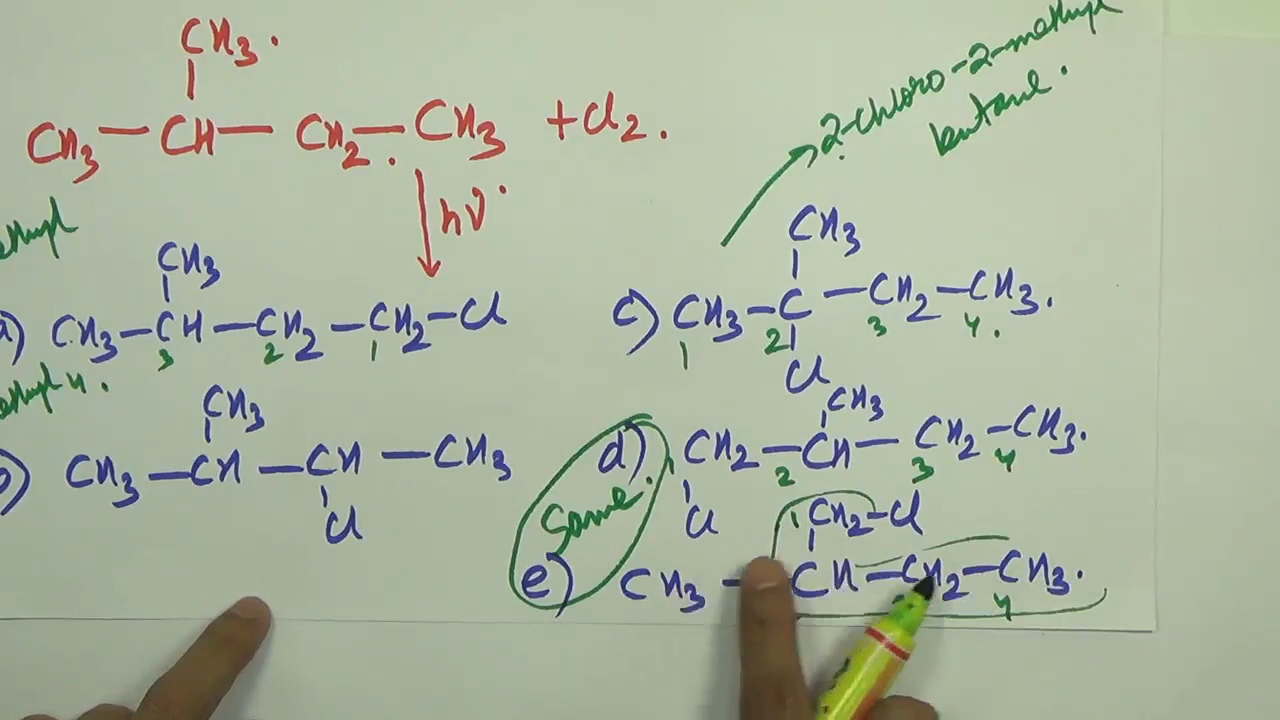 CH3.
CH3 — CH — CH2. — CH3 + Cl2.
hν
2-chloro-2-methyl
butane.
CH3
CH3 — CH — CH2 — CH2 — Cl
3 2 1
CH3
CH3 — CH — CH — CH3
Cl
CH3
c) CH3 — C — CH2 — CH3.
1 2 3 4.
Cl
CH3
d) CH2 — CH — CH2 — CH3.
1 2 3 4
Cl
Same.
1 CH2 — Cl
e) CH3 — CH — CH2 — CH3.
4